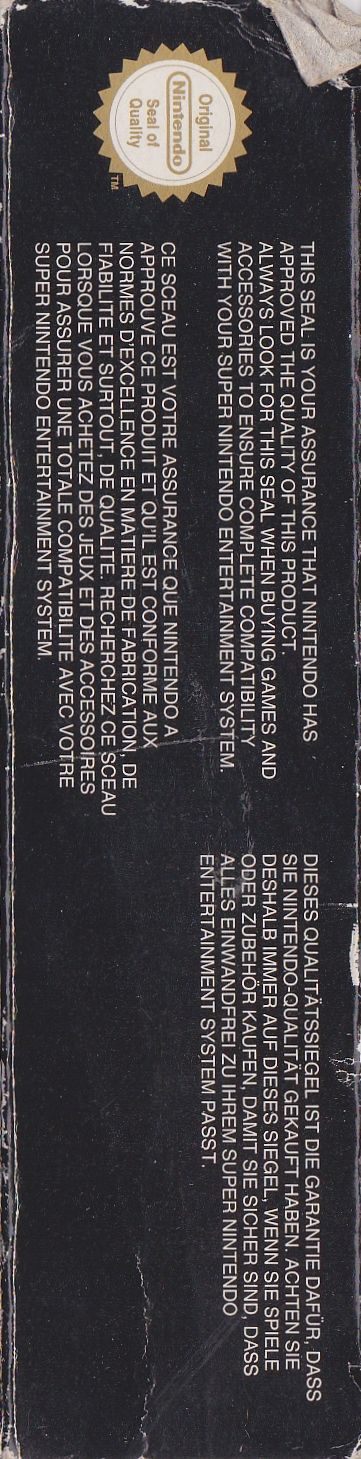 Original
Nintendo
Seal of
Quality
TM
THIS SEAL IS YOUR ASSURANCE THAT NINTENDO HAS
APPROVED THE QUALITY OF THIS PRODUCT.
ALWAYS LOOK FOR THIS SEAL WHEN BUYING GAMES AND
ACCESSORIES TO ENSURE COMPLETE COMPATIBILITY
WITH YOUR SUPER NINTENDO ENTERTAINMENT SYSTEM.
CE SCEAU EST VOTRE ASSURANCE QUE NINTENDO A
APPROUVE CE PRODUIT ET QU'IL EST CONFORME AUX
NORMES D'EXCELLENCE EN MATIERE DE FABRICATION, DE
FIABILITE ET SURTOUT, DE QUALITE. RECHERCHEZ CE SCEAU
LORSQUE VOUS ACHETEZ DES JEUX ET DES ACCESSOIRES
POUR ASSURER UNE TOTALE COMPATIBILITE AVEC VOTRE
SUPER NINTENDO ENTERTAINMENT SYSTEM.
DIESES QUALITÄTSSIEGEL IST DIE GARANTIE DAFÜR, DASS
SIE NINTENDO-QUALITÄT GEKAUFT HABEN. ACHTEN SIE
DESHALB IMMER AUF DIESES SIEGEL, WENN SIE SPIELE
ODER ZUBEHÖR KAUFEN, DAMIT SIE SICHER SIND, DASS
ALLES EINWANDFREI ZU IHREM SUPER NINTENDO
ENTERTAINMENT SYSTEM PASST.